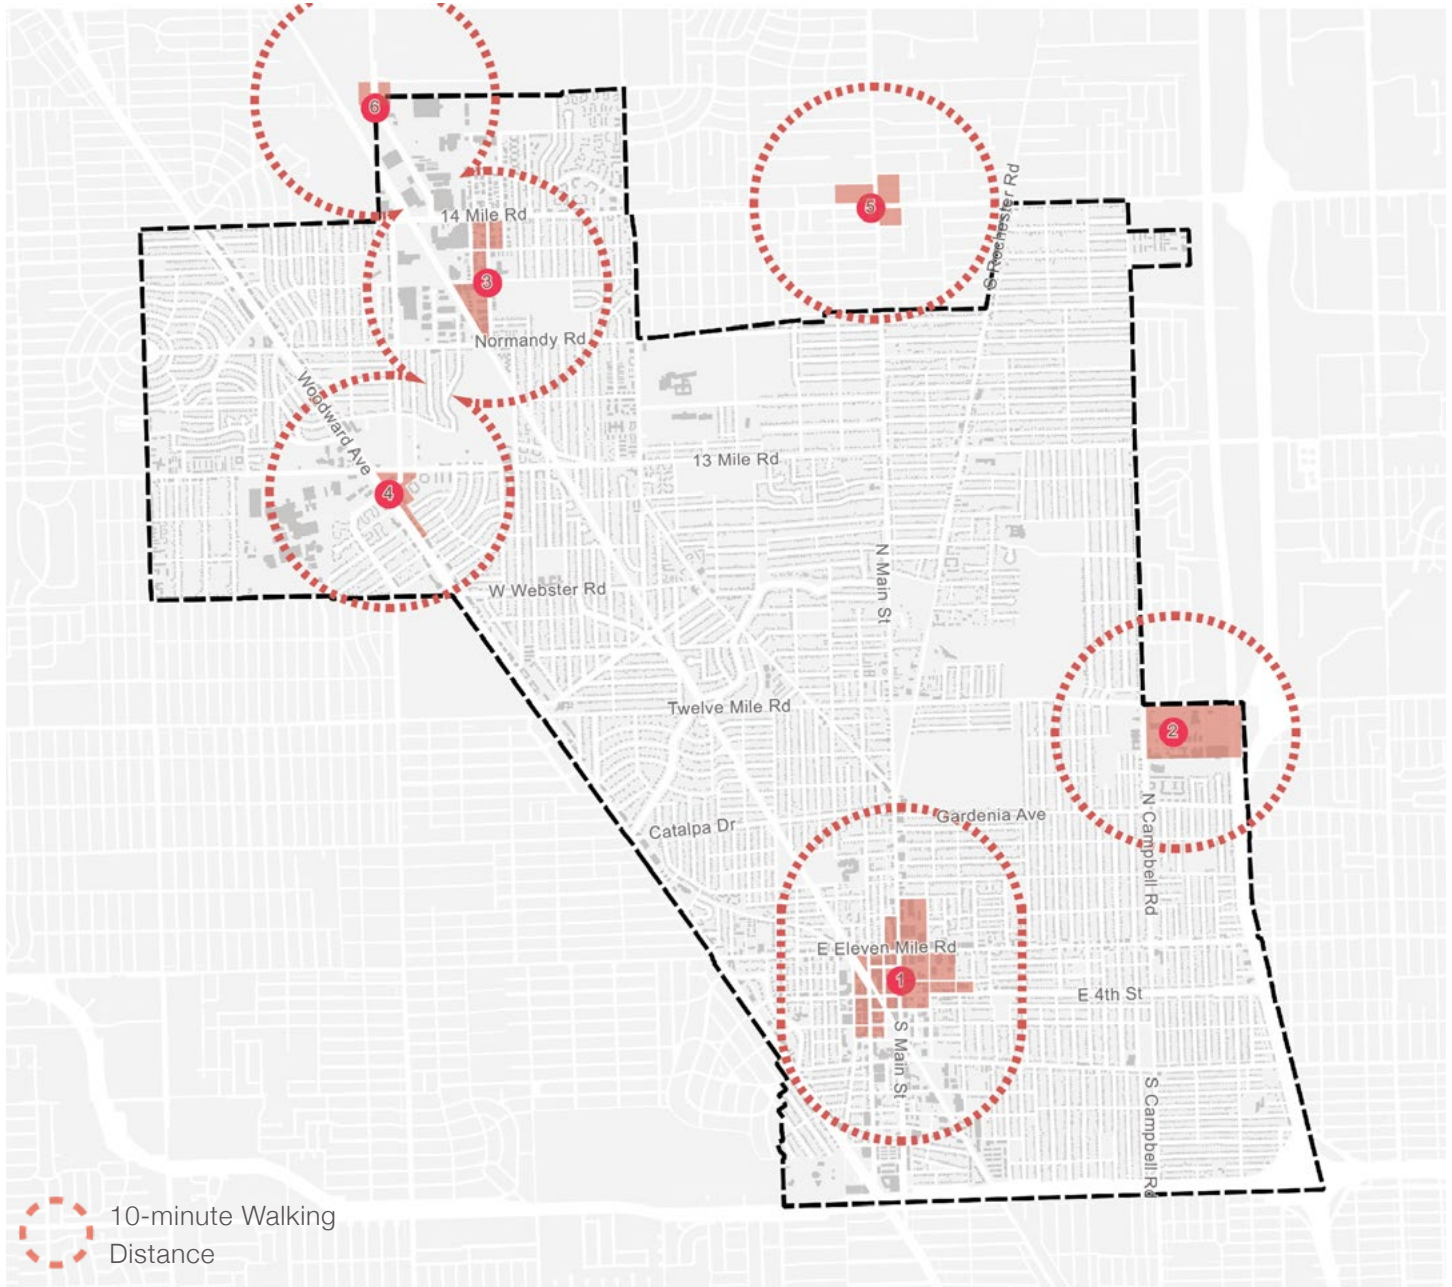 6
5
S Rochester Rd
14 Mile Rd
3
Normandy Rd
Woodward Ave
13 Mile Rd
4
N Main St
W Webster Rd
Twelve Mile Rd
2
N Campbell Rd
Gardenia Ave
Catalpa Dr
E Eleven Mile Rd
1
E 4th St
S Main St
S Campbell Rd
10-minute Walking
Distance